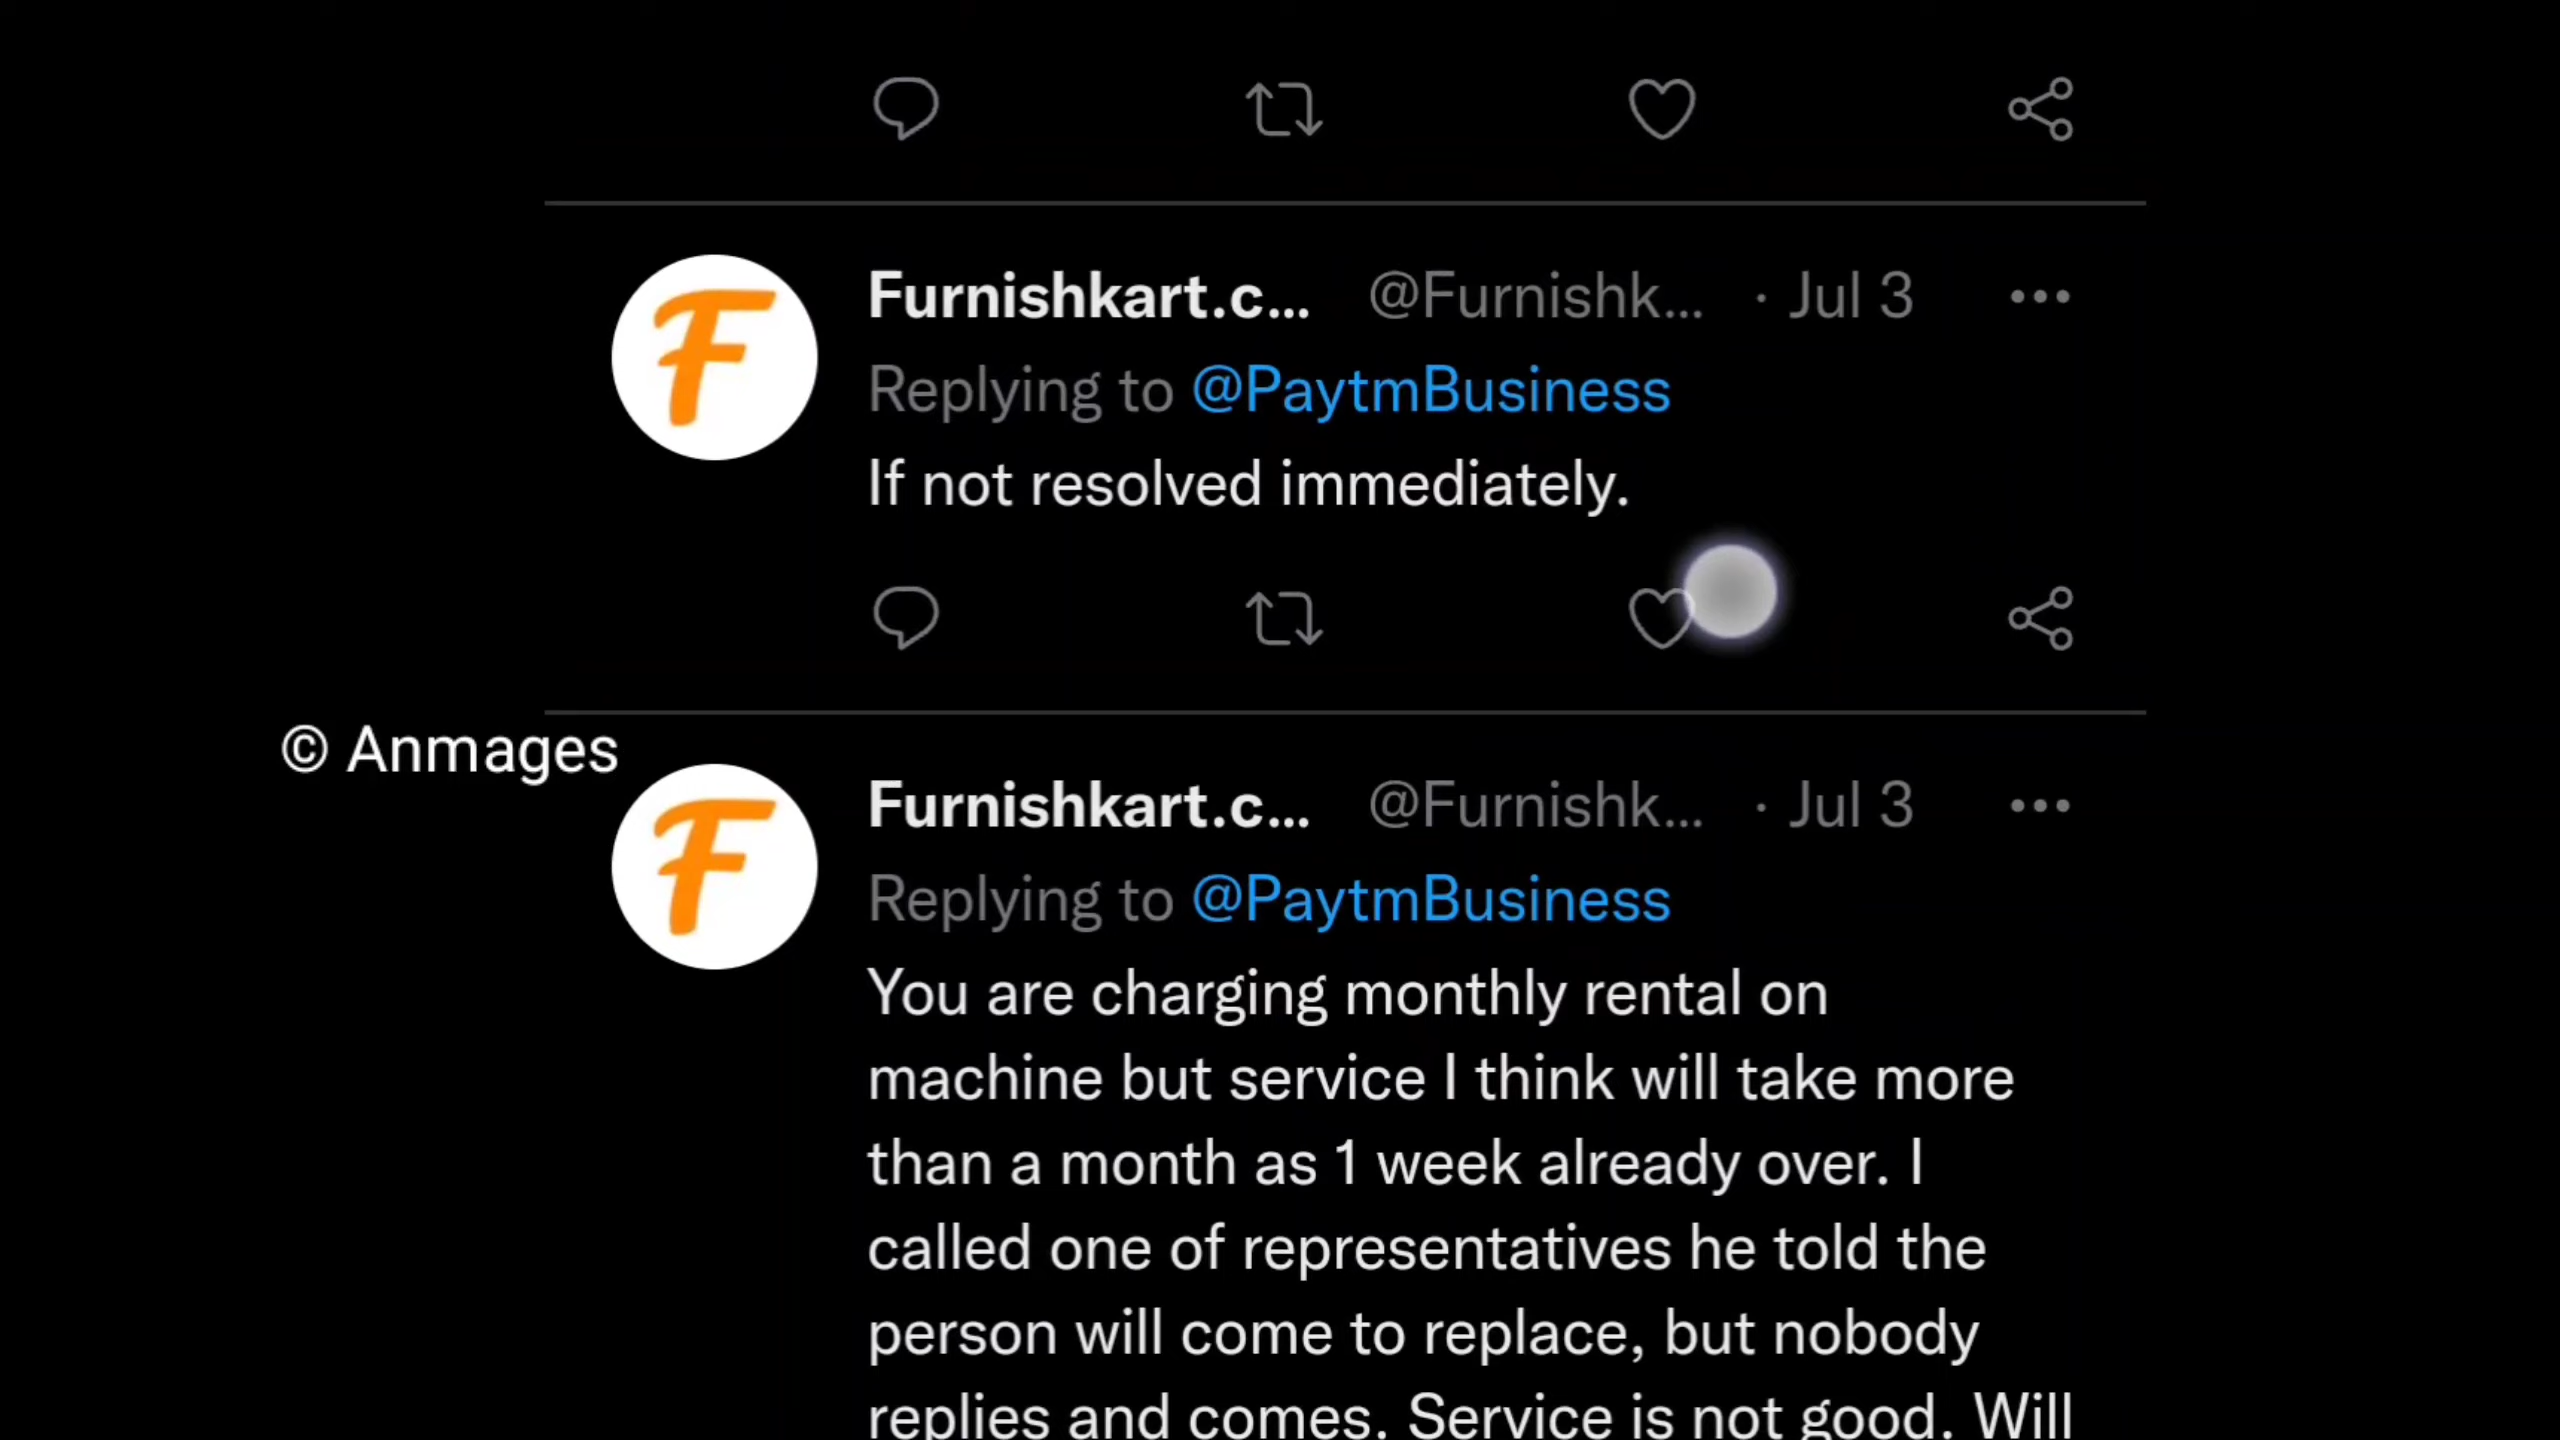 Furnishkart.c... @Furnishk... · Jul 3
Replying to @PaytmBusiness
If not resolved immediately.
© Anmages
Furnishkart.c... @Furnishk... · Jul 3
Replying to @PaytmBusiness
You are charging monthly rental on
machine but service I think will take more
than a month as 1 week already over. I
called one of representatives he told the
person will come to replace, but nobody
replies and comes. Service is not good. Will